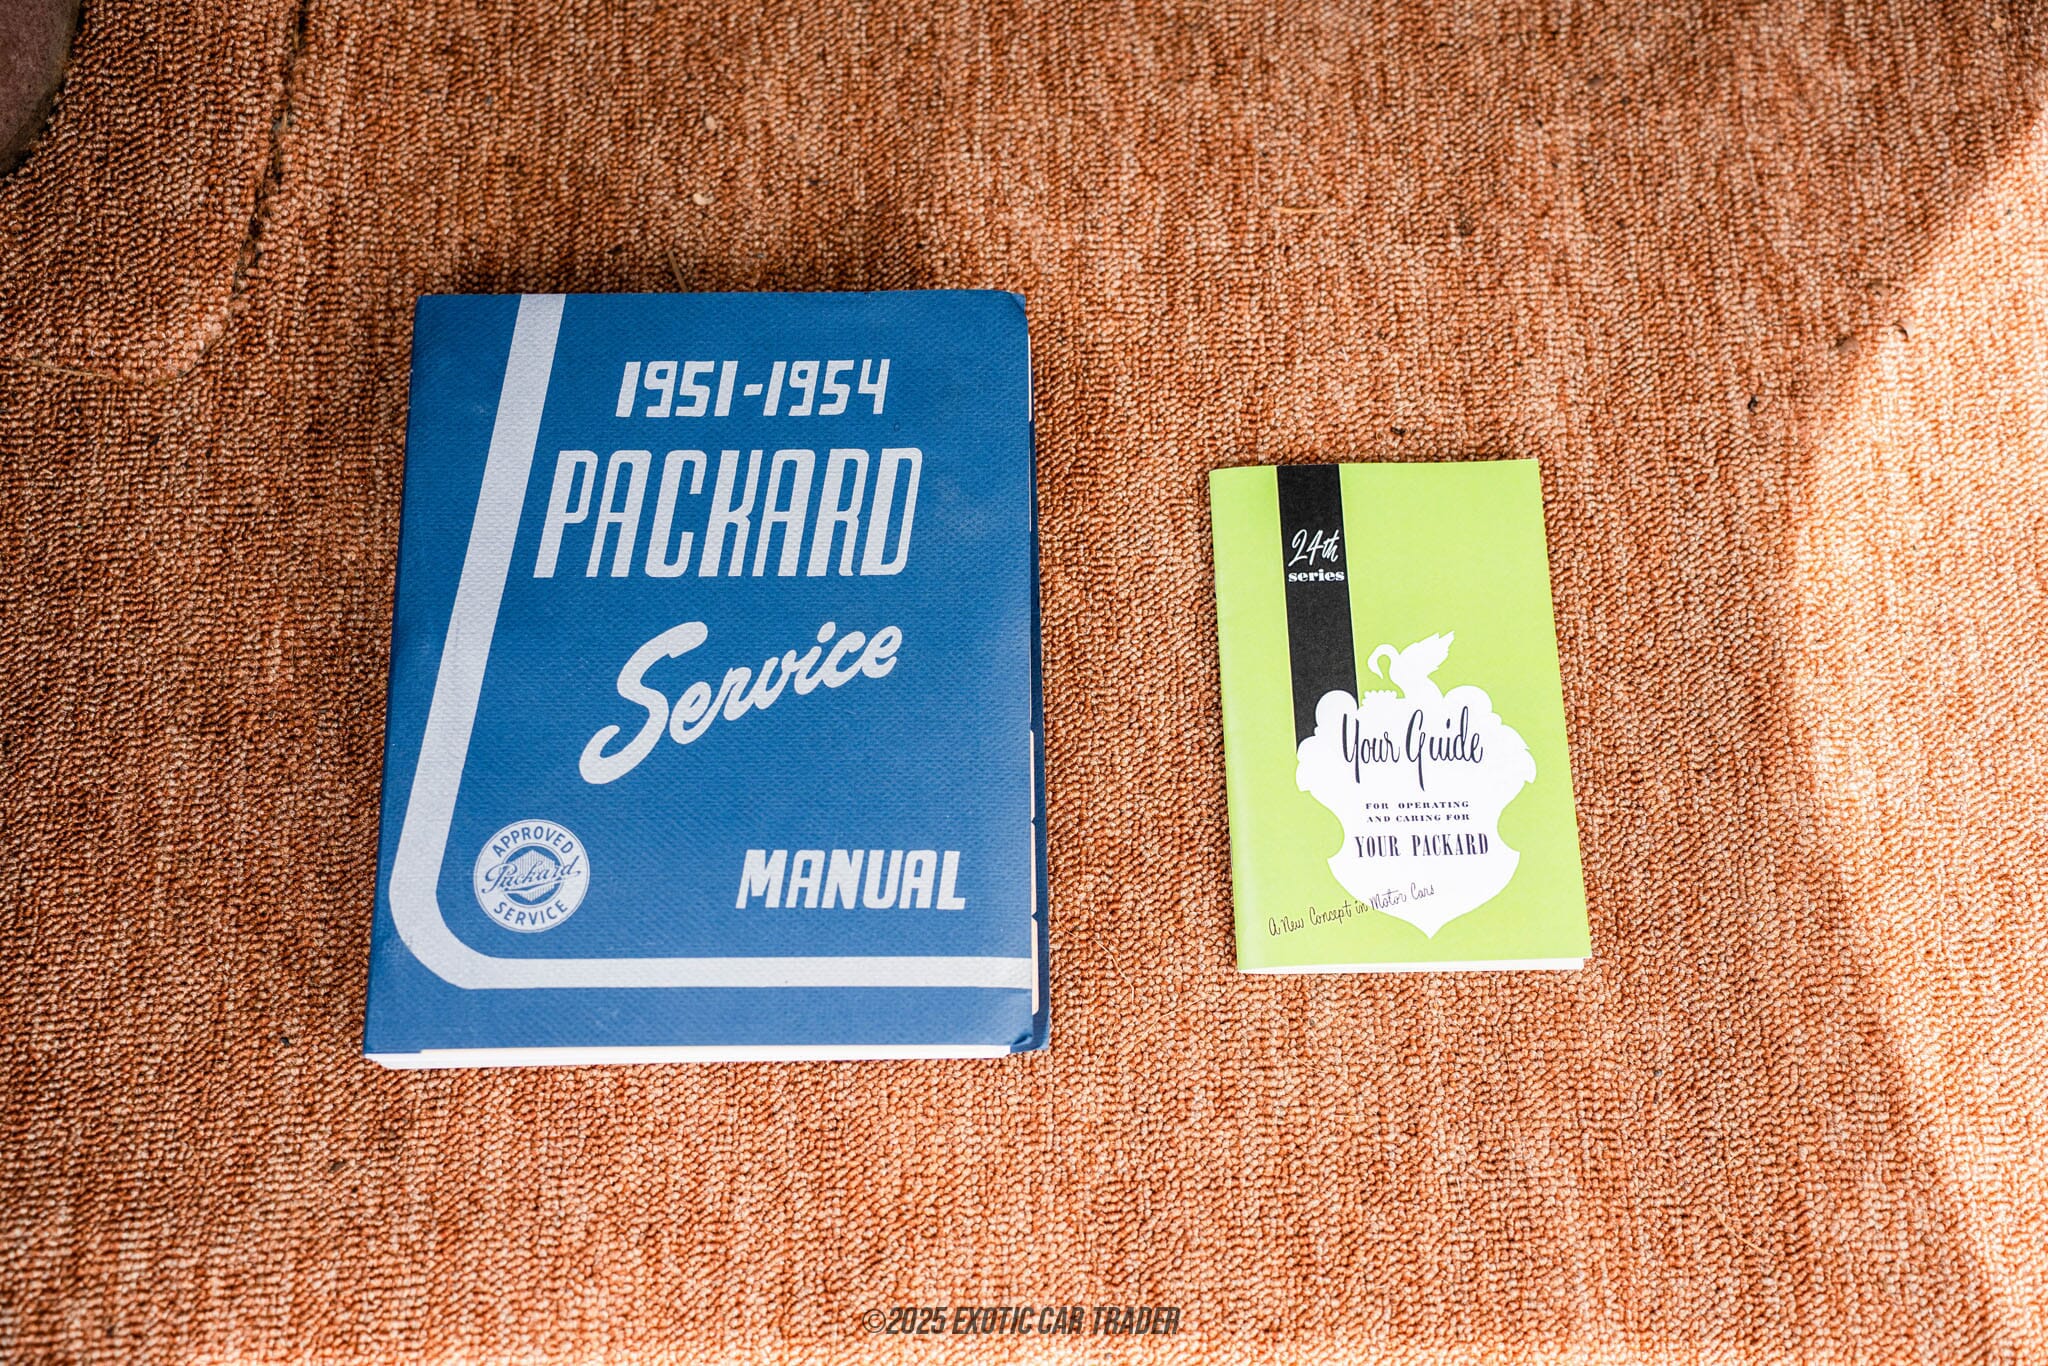 1951-1954
PACKARD
Service
MANUAL
APPROVED
Packard
SERVICE
24th
series
Your Guide
FOR OPERATING
AND CARING FOR
YOUR PACKARD
A New Concept in Motor Cars
©2025 EXOTIC CAR TRADER